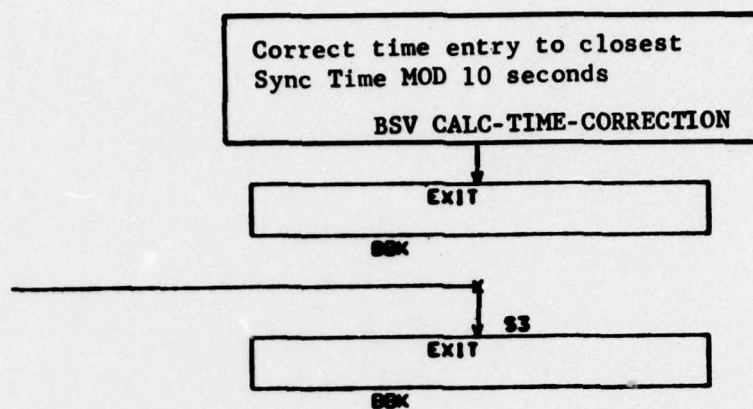 Correct time entry to closest
Sync Time MOD 10 seconds
BSV CALC-TIME-CORRECTION
EXIT
BBK
S3
EXIT
BBK